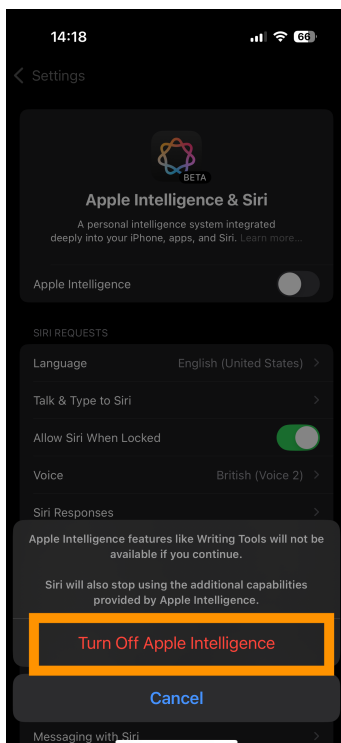 14:18
66
Settings
BETA
Apple Intelligence & Siri
A personal intelligence system integrated
deeply into your iPhone, apps, and Siri. Learn more...
Apple Intelligence
SIRI REQUESTS
Language English (United States)
Talk & Type to Siri
Allow Siri When Locked
Voice British (Voice 2)
Siri Responses
Apple Intelligence features like Writing Tools will not be
available if you continue.
Siri will also stop using the additional capabilities
provided by Apple Intelligence.
Turn Off Apple Intelligence
Cancel
Messaging with Siri